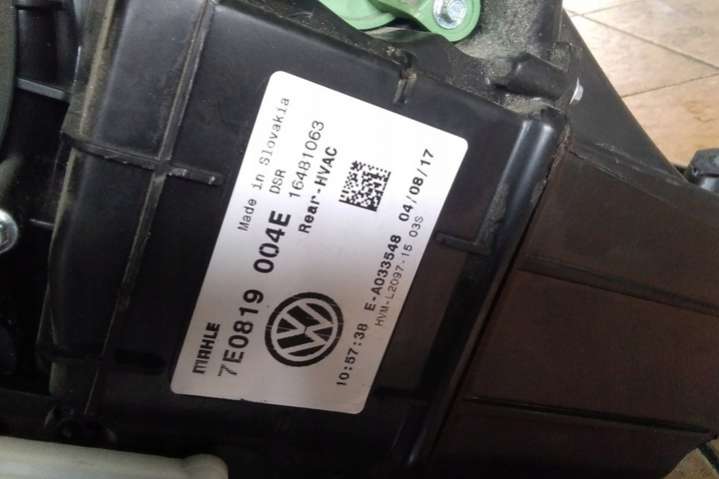 MAHLE
Made in Slovakia
7E0819 004E
DSR 16481063
Rear-HVAC
10:57:38 E-A033548 04/08/17
HVM-L2097-15 03S